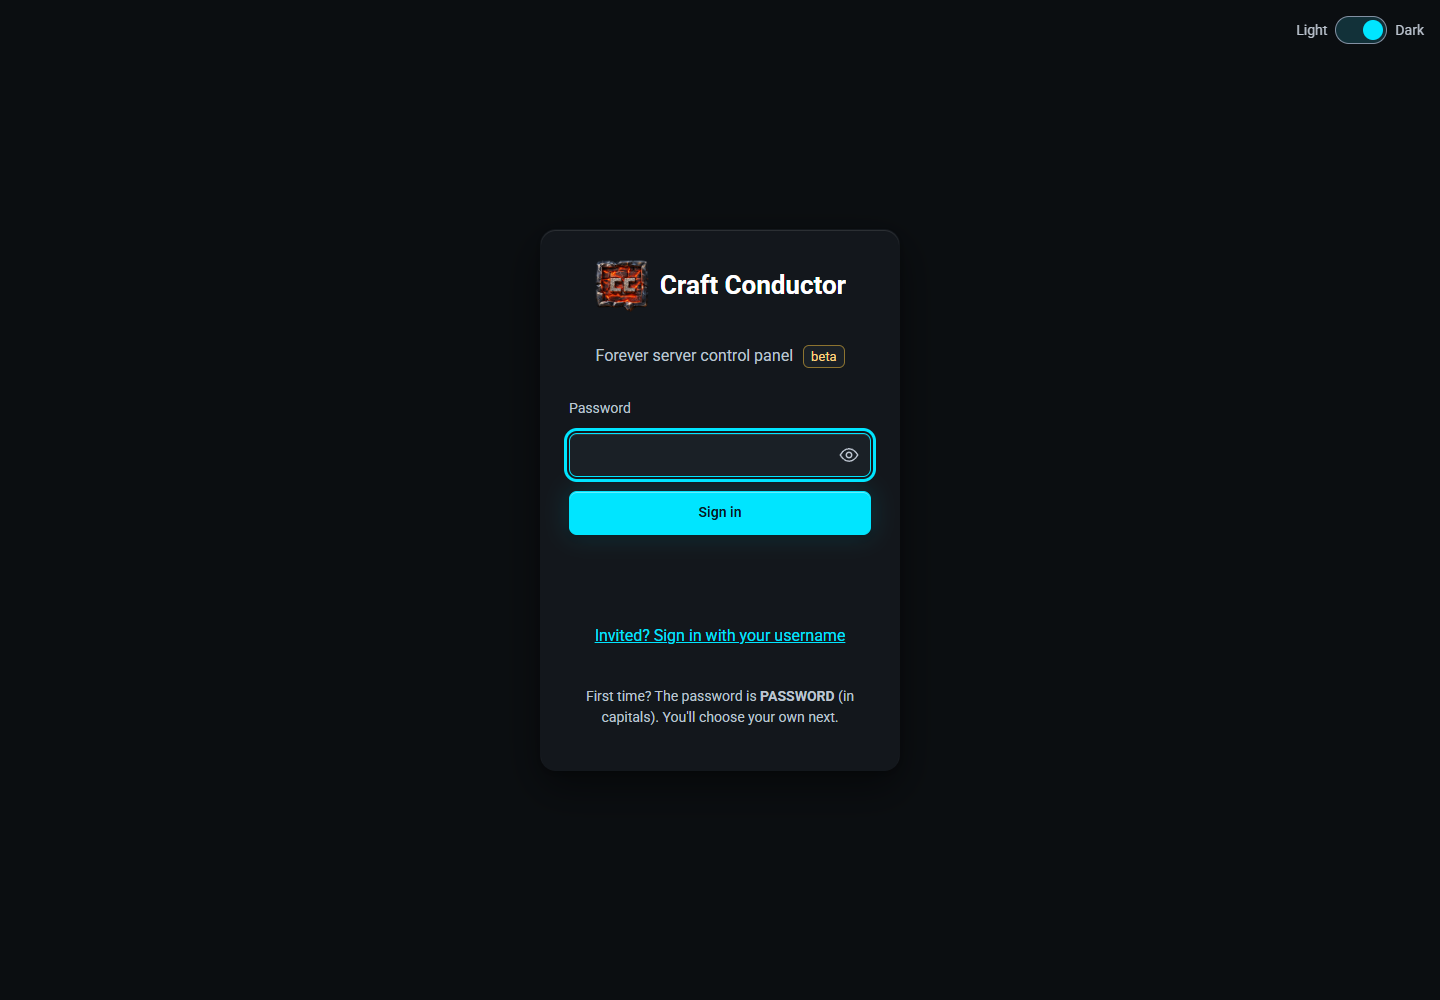 Light
Dark
CC
Craft Conductor
Forever server control panel
beta
Password
Sign in
Invited? Sign in with your username
First time? The password is PASSWORD (in
capitals). You'll choose your own next.